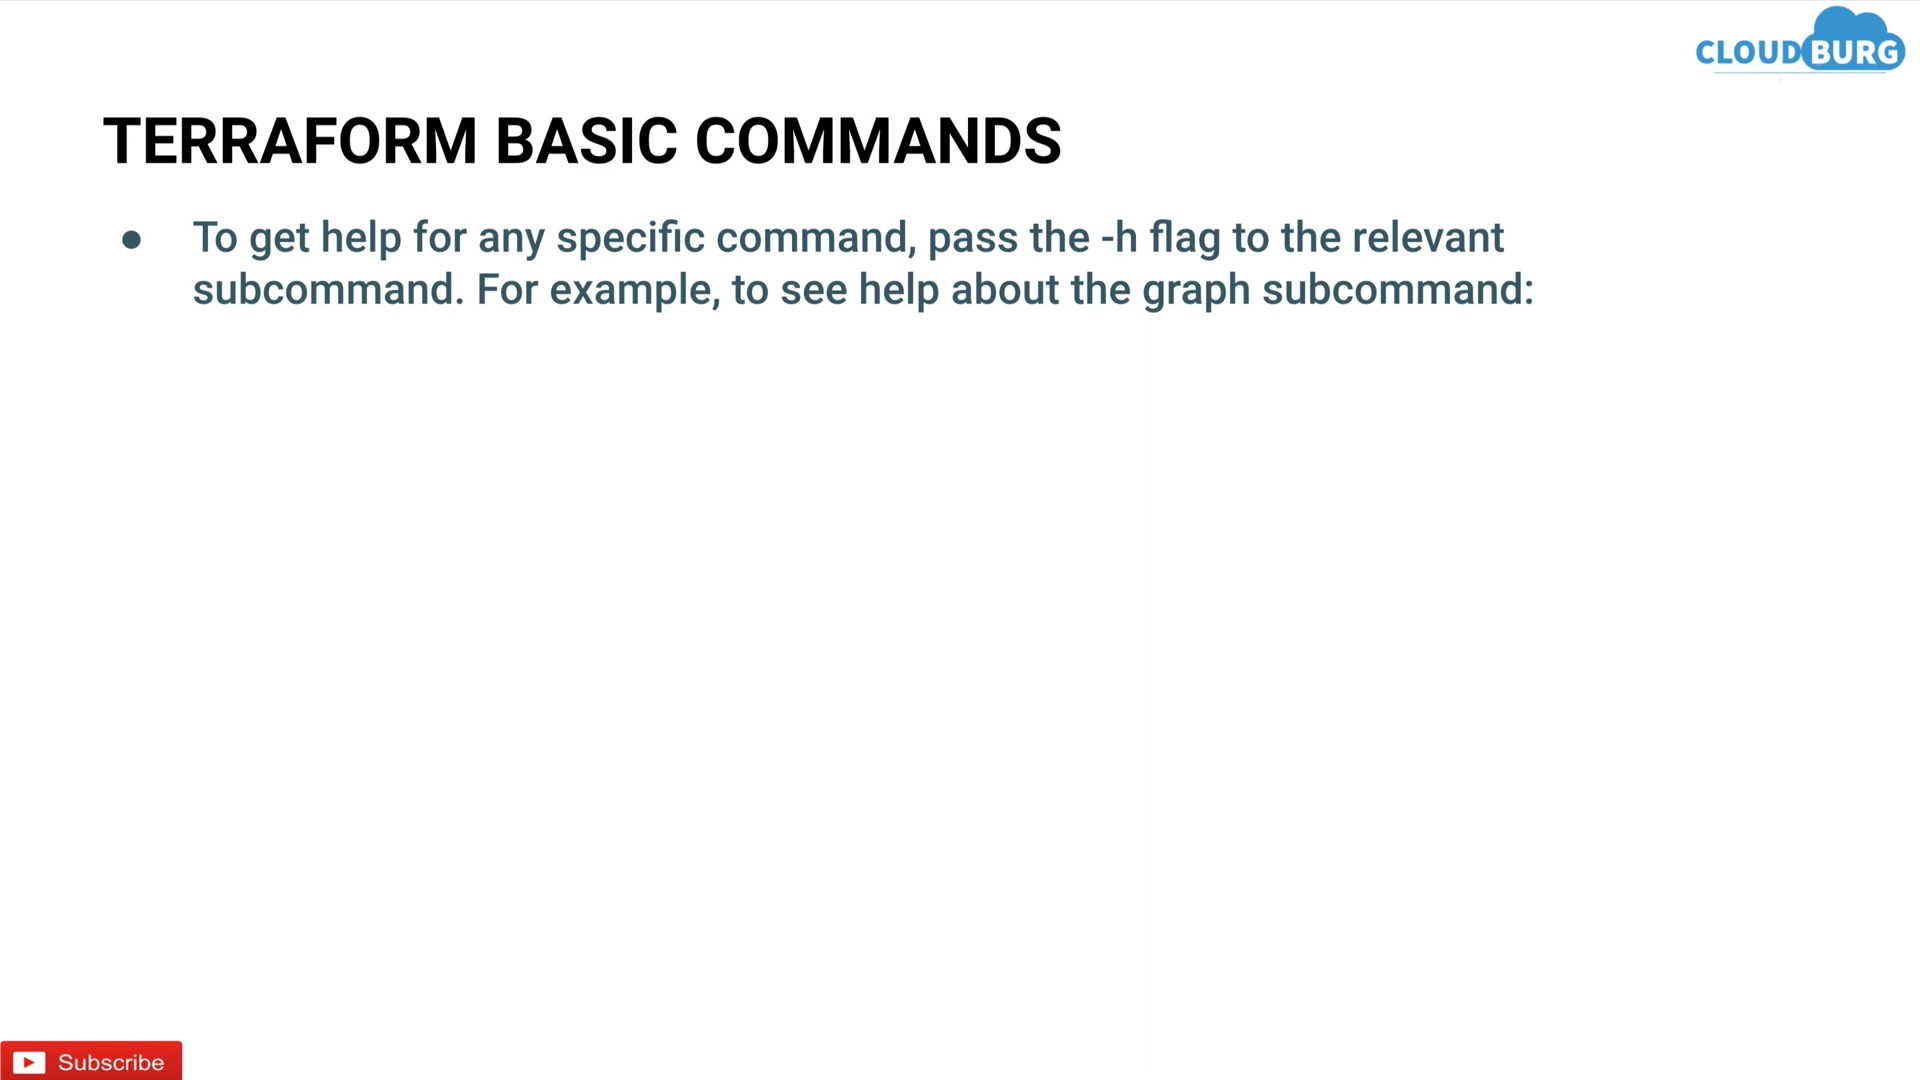 CLOUDBURG
TERRAFORM BASIC COMMANDS
● To get help for any specific command, pass the -h flag to the relevant
subcommand. For example, to see help about the graph subcommand:
Subscribe